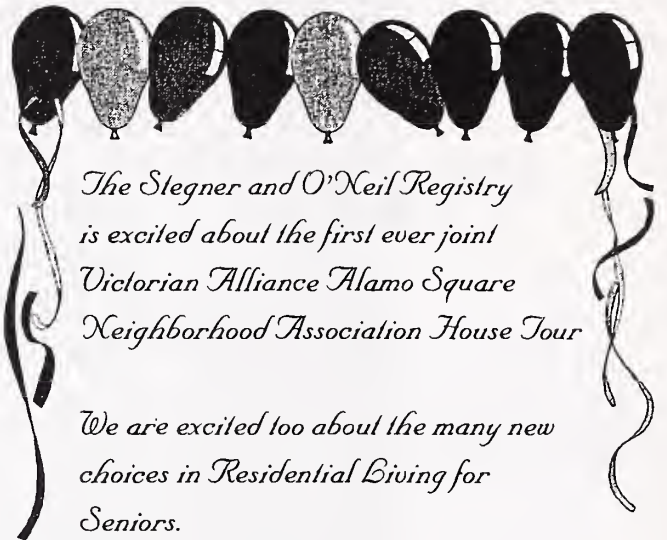 The Stegner and O'Neil Registry
is excited about the first ever joint
Victorian Alliance Alamo Square
Neighborhood Association House Tour
We are excited too about the many new
choices in Residential Living for
Seniors.